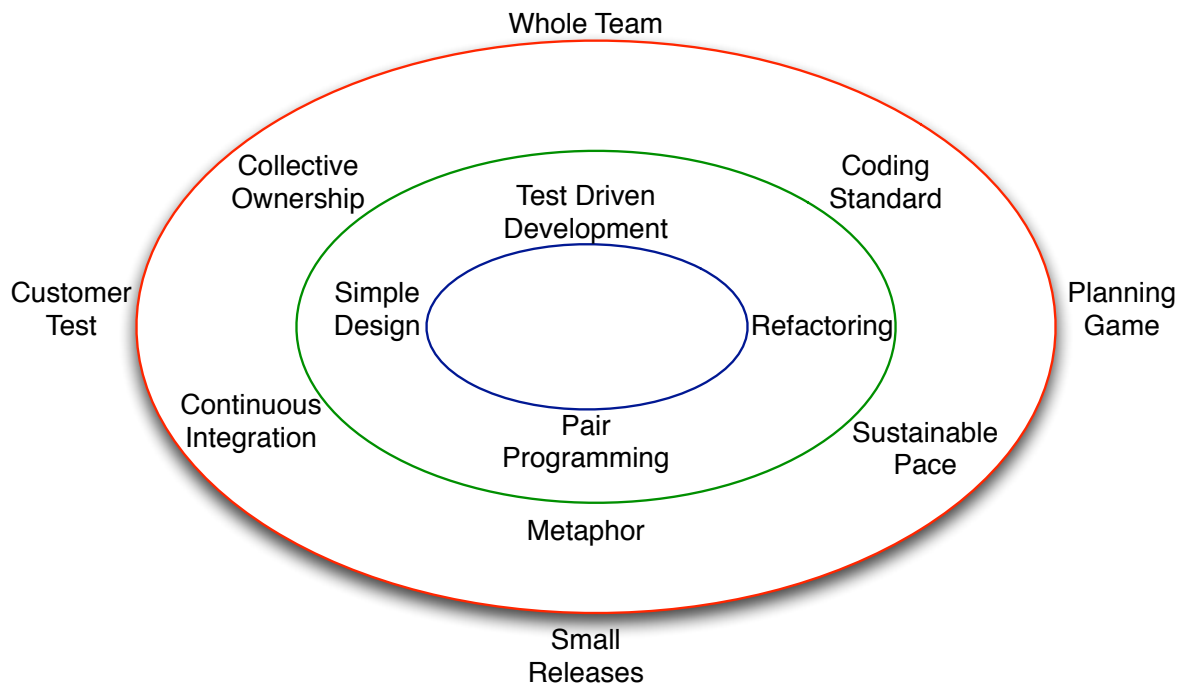 Whole Team
Collective
Ownership
Coding
Standard
Test Driven
Development
Customer
Test
Simple
Design
Refactoring
Planning
Game
Continuous
Integration
Pair
Programming
Sustainable
Pace
Metaphor
Small
Releases